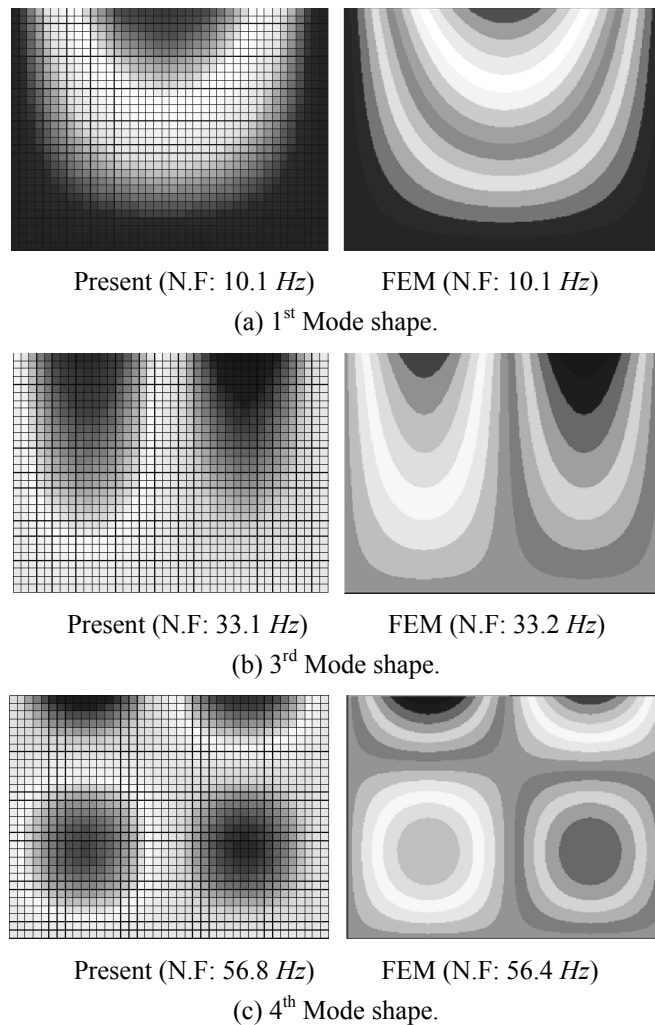 Present (N.F: 10.1 Hz) FEM (N.F: 10.1 Hz)
(a) 1st Mode shape.
Present (N.F: 33.1 Hz) FEM (N.F: 33.2 Hz)
(b) 3rd Mode shape.
Present (N.F: 56.8 Hz) FEM (N.F: 56.4 Hz)
(c) 4th Mode shape.